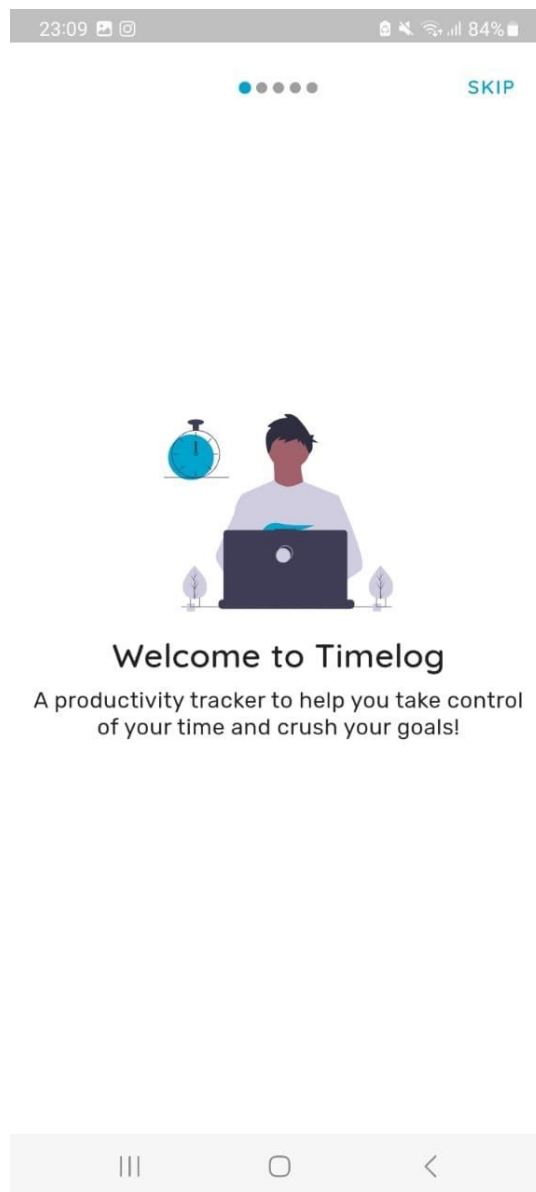 23:09
84%
SKIP
Welcome to Timelog
A productivity tracker to help you take control
of your time and crush your goals!